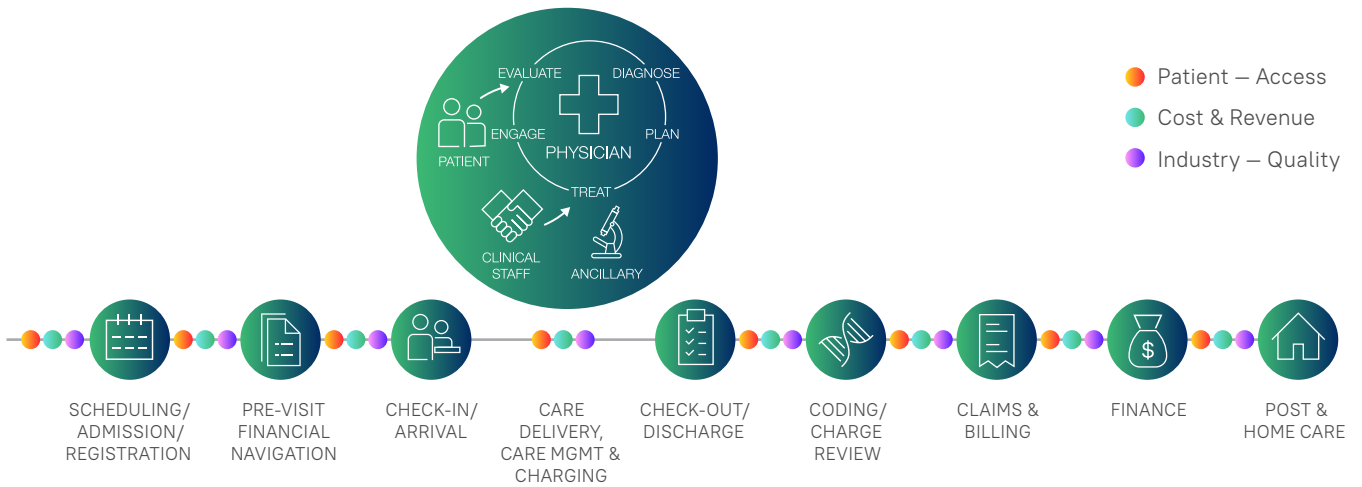 EVALUATE
DIAGNOSE
ENGAGE
PLAN
PATIENT
PHYSICIAN
TREAT
CLINICAL
STAFF
ANCILLARY
Patient — Access
Cost & Revenue
Industry — Quality
$
SCHEDULING/
ADMISSION/
REGISTRATION
PRE-VISIT
FINANCIAL
NAVIGATION
CHECK-IN/
ARRIVAL
CARE
DELIVERY,
CARE MGMT &
CHARGING
CHECK-OUT/
DISCHARGE
CODING/
CHARGE
REVIEW
CLAIMS &
BILLING
FINANCE
POST &
HOME CARE